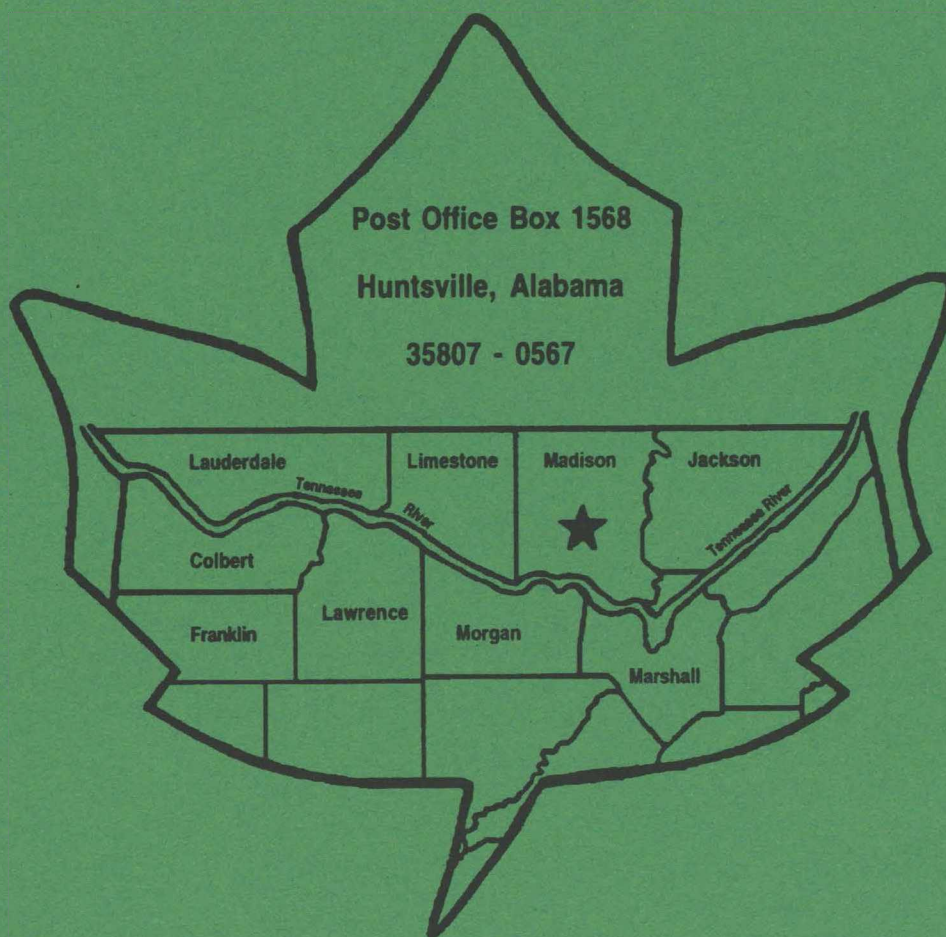 Post Office Box 1568
Huntsville, Alabama
35807 - 0567
Lauderdale
Limestone
Madison
Jackson
Tennessee
River
Tennessee River
Colbert
Franklin
Lawrence
Morgan
Marshall